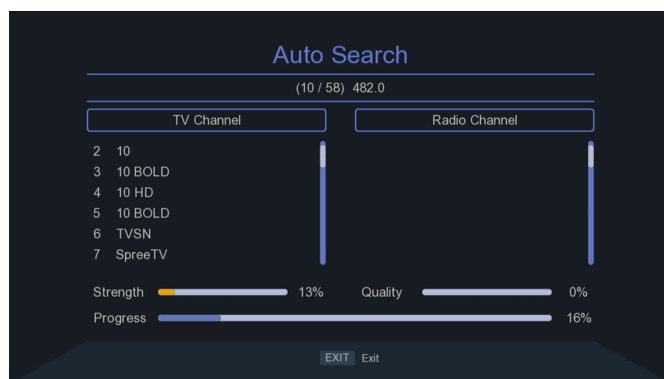 Auto Search
(10 / 58) 482.0
TV Channel Radio Channel
2 10
3 10 BOLD
4 10 HD
5 10 BOLD
6 TVSN
7 SpreeTV
Strength 13% Quality 0%
Progress 16%
EXIT Exit